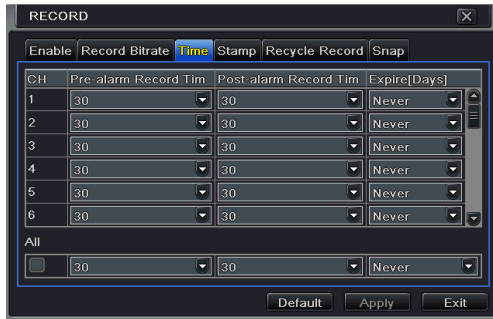 RECORD
Enable Record Bitrate Time Stamp Recycle Record Snap
CH Pre-alarm Record Tim Post-alarm Record Tim Expire[Days]
1 30 30 Never
2 30 30 Never
3 30 30 Never
4 30 30 Never
5 30 30 Never
6 30 30 Never
All
30 30 Never
Default Apply Exit